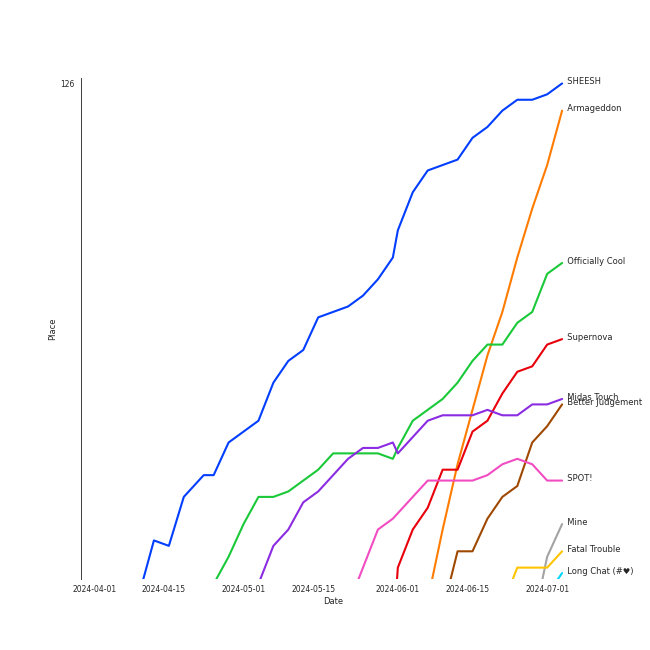 126
SHEESH
Armageddon
Officially Cool
Supernova
Midas Touch
Better Judgement
SPOT!
Mine
Fatal Trouble
Long Chat (#♥)
Place
2024-04-01 2024-04-15 2024-05-01 2024-05-15 2024-06-01 2024-06-15 2024-07-01
Date